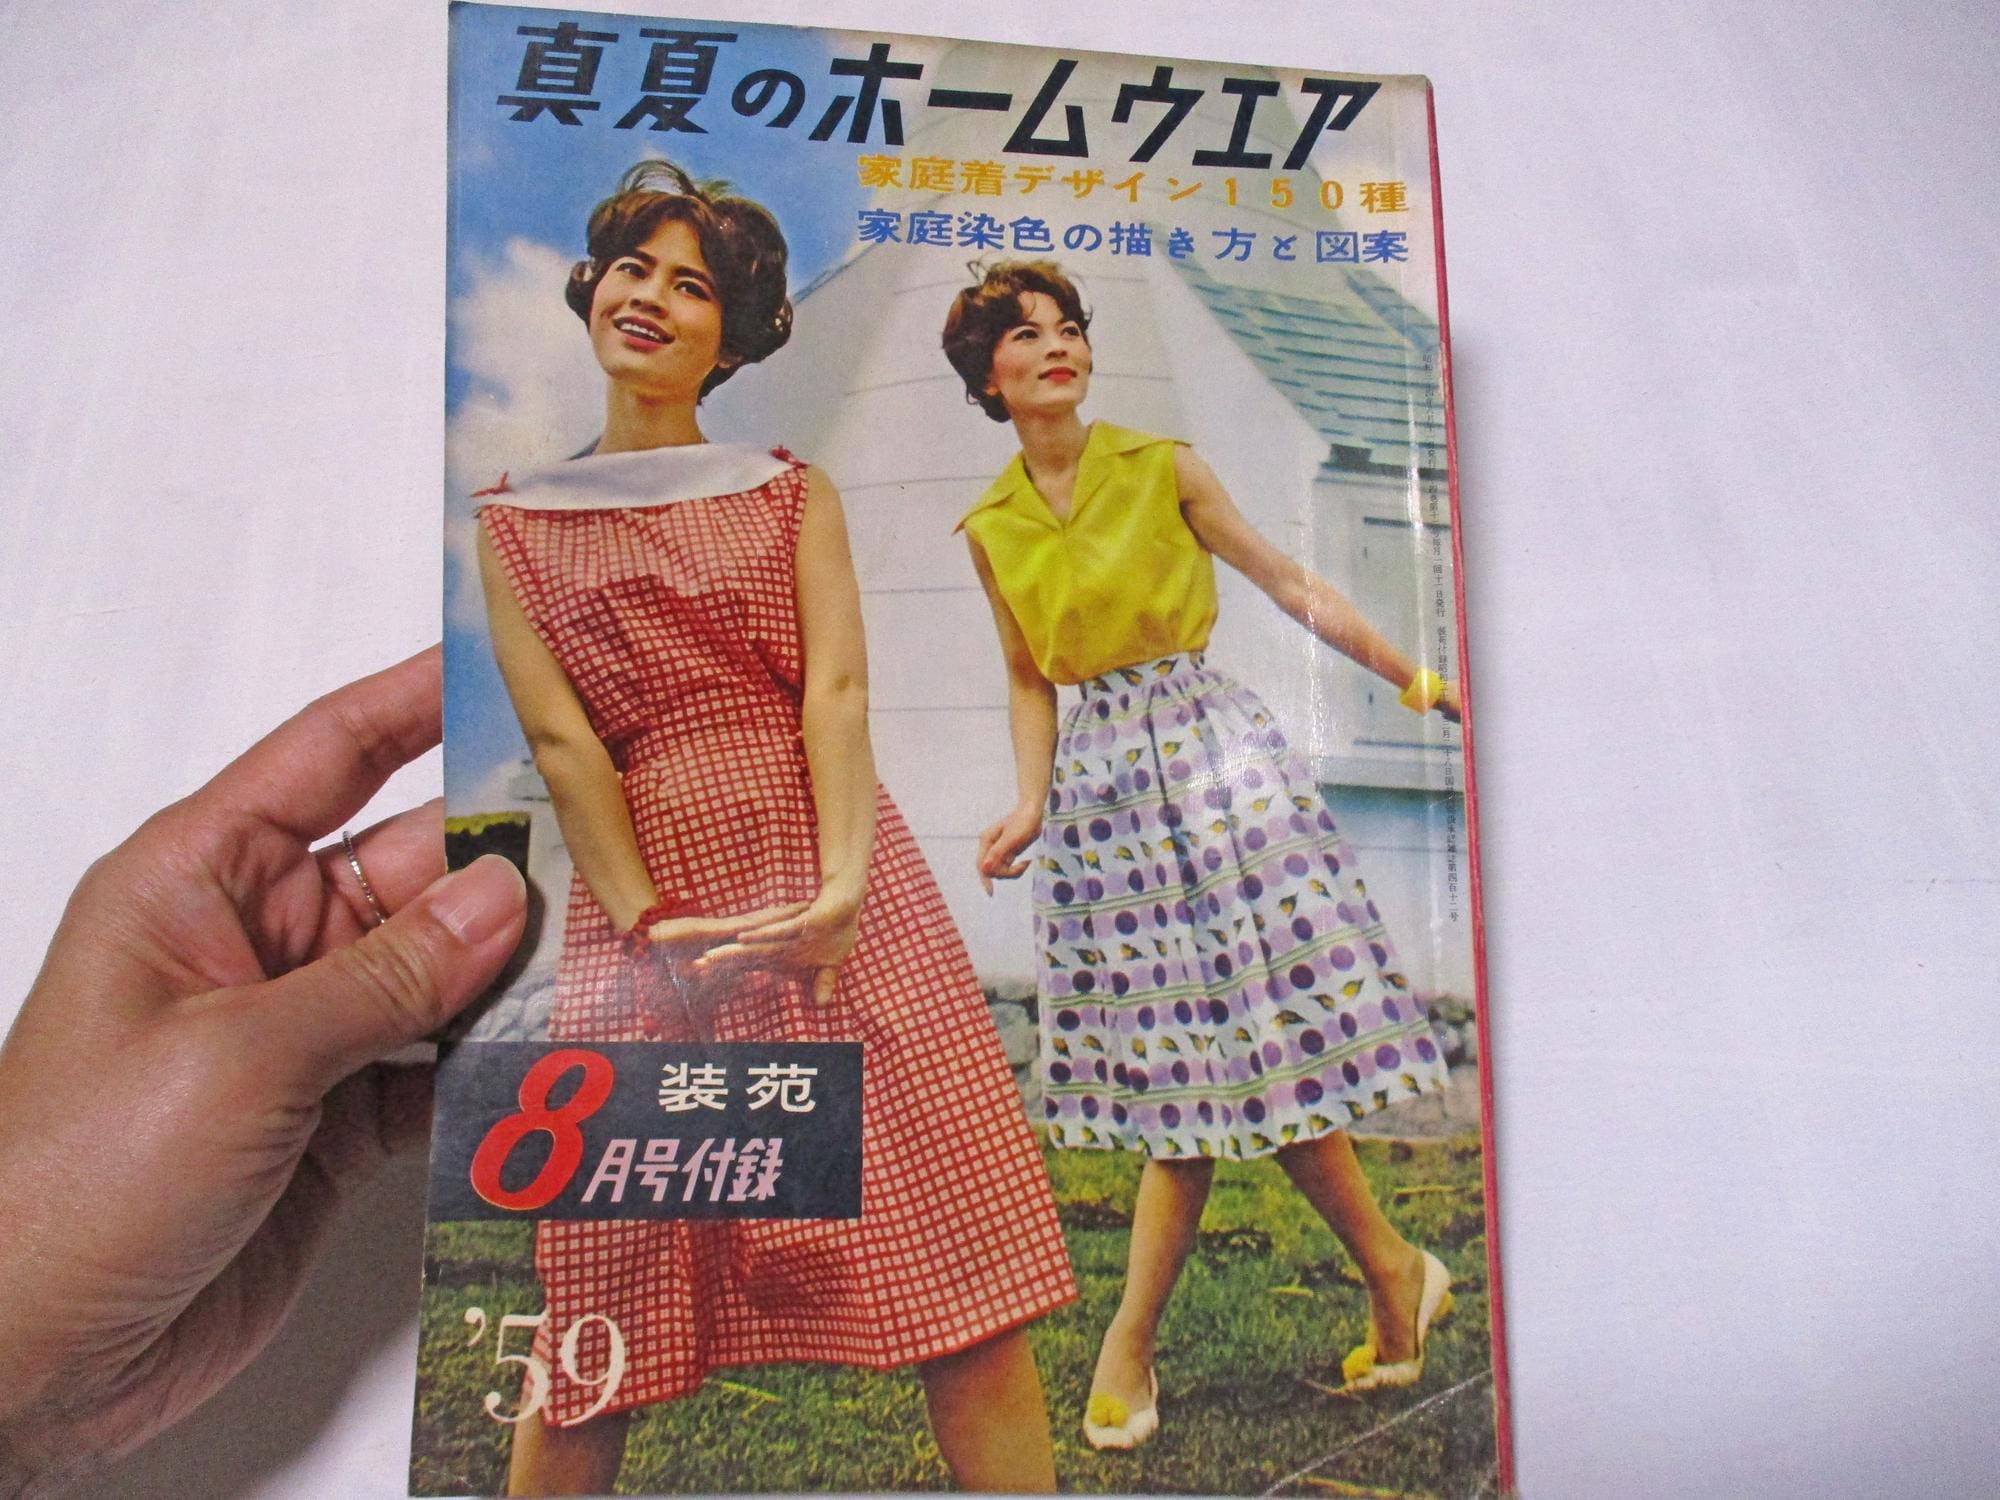 真夏のホームウエア
家庭着デザイン150種
家庭染色の描き方と図案
装苑
8月号付録
'59